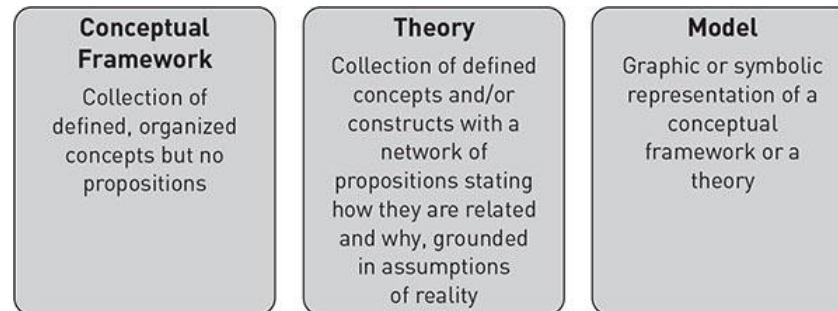 Conceptual
Framework
Collection of
defined, organized
concepts but no
propositions
Theory
Collection of defined
concepts and/or
constructs with a
network of
propositions stating
how they are related
and why, grounded
in assumptions
of reality
Model
Graphic or symbolic
representation of a
conceptual
framework or a
theory